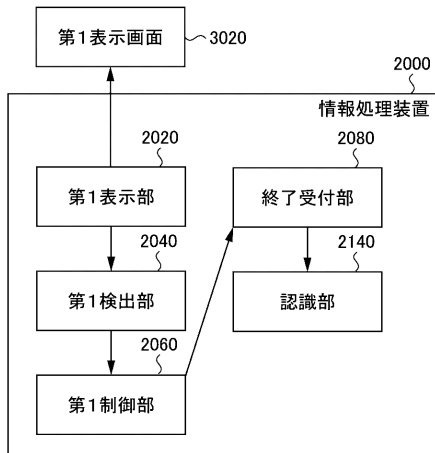 第1表示画面
3020
2000
情報処理装置
2020
第1表示部
2080
終了受付部
2040
第1検出部
2140
認識部
2060
第1制御部